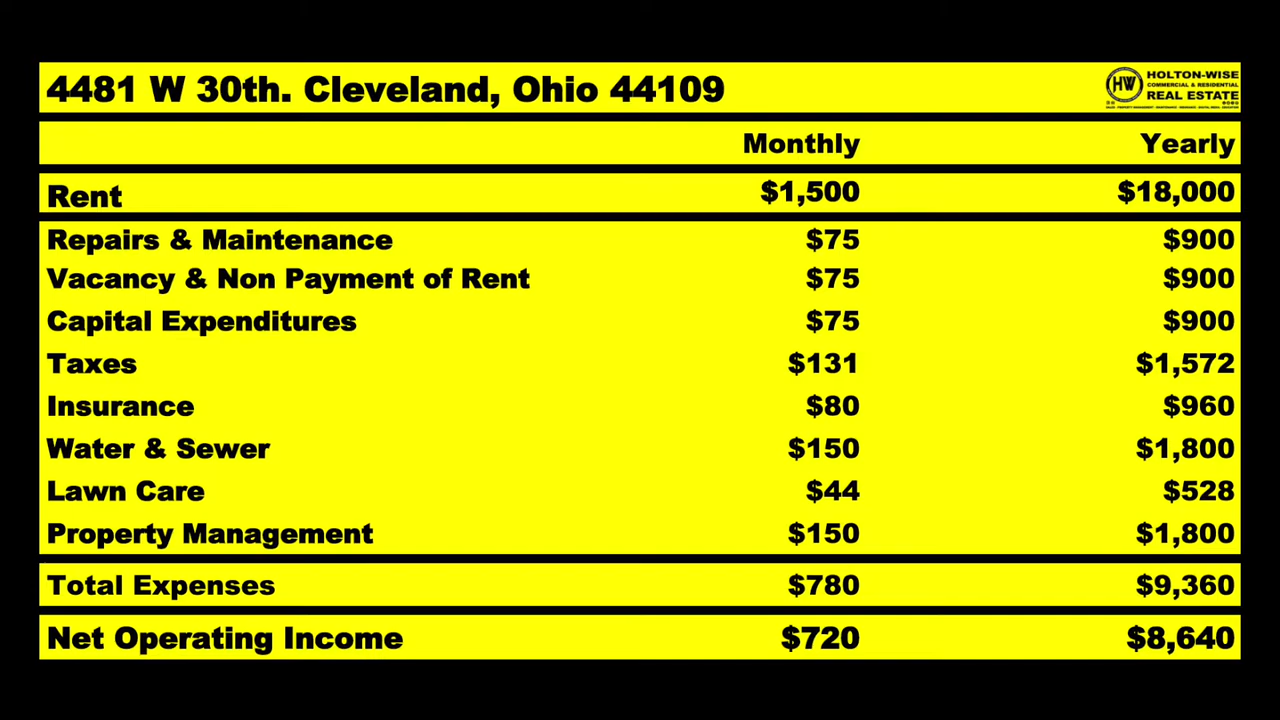 4481 W 30th. Cleveland, Ohio 44109
HW
HOLTON-WISE
COMMERCIAL & RESIDENTIAL
REAL ESTATE
Monthly Yearly
Rent $1,500 $18,000
Repairs & Maintenance $75 $900
Vacancy & Non Payment of Rent $75 $900
Capital Expenditures $75 $900
Taxes $131 $1,572
Insurance $80 $960
Water & Sewer $150 $1,800
Lawn Care $44 $528
Property Management $150 $1,800
Total Expenses $780 $9,360
Net Operating Income $720 $8,640